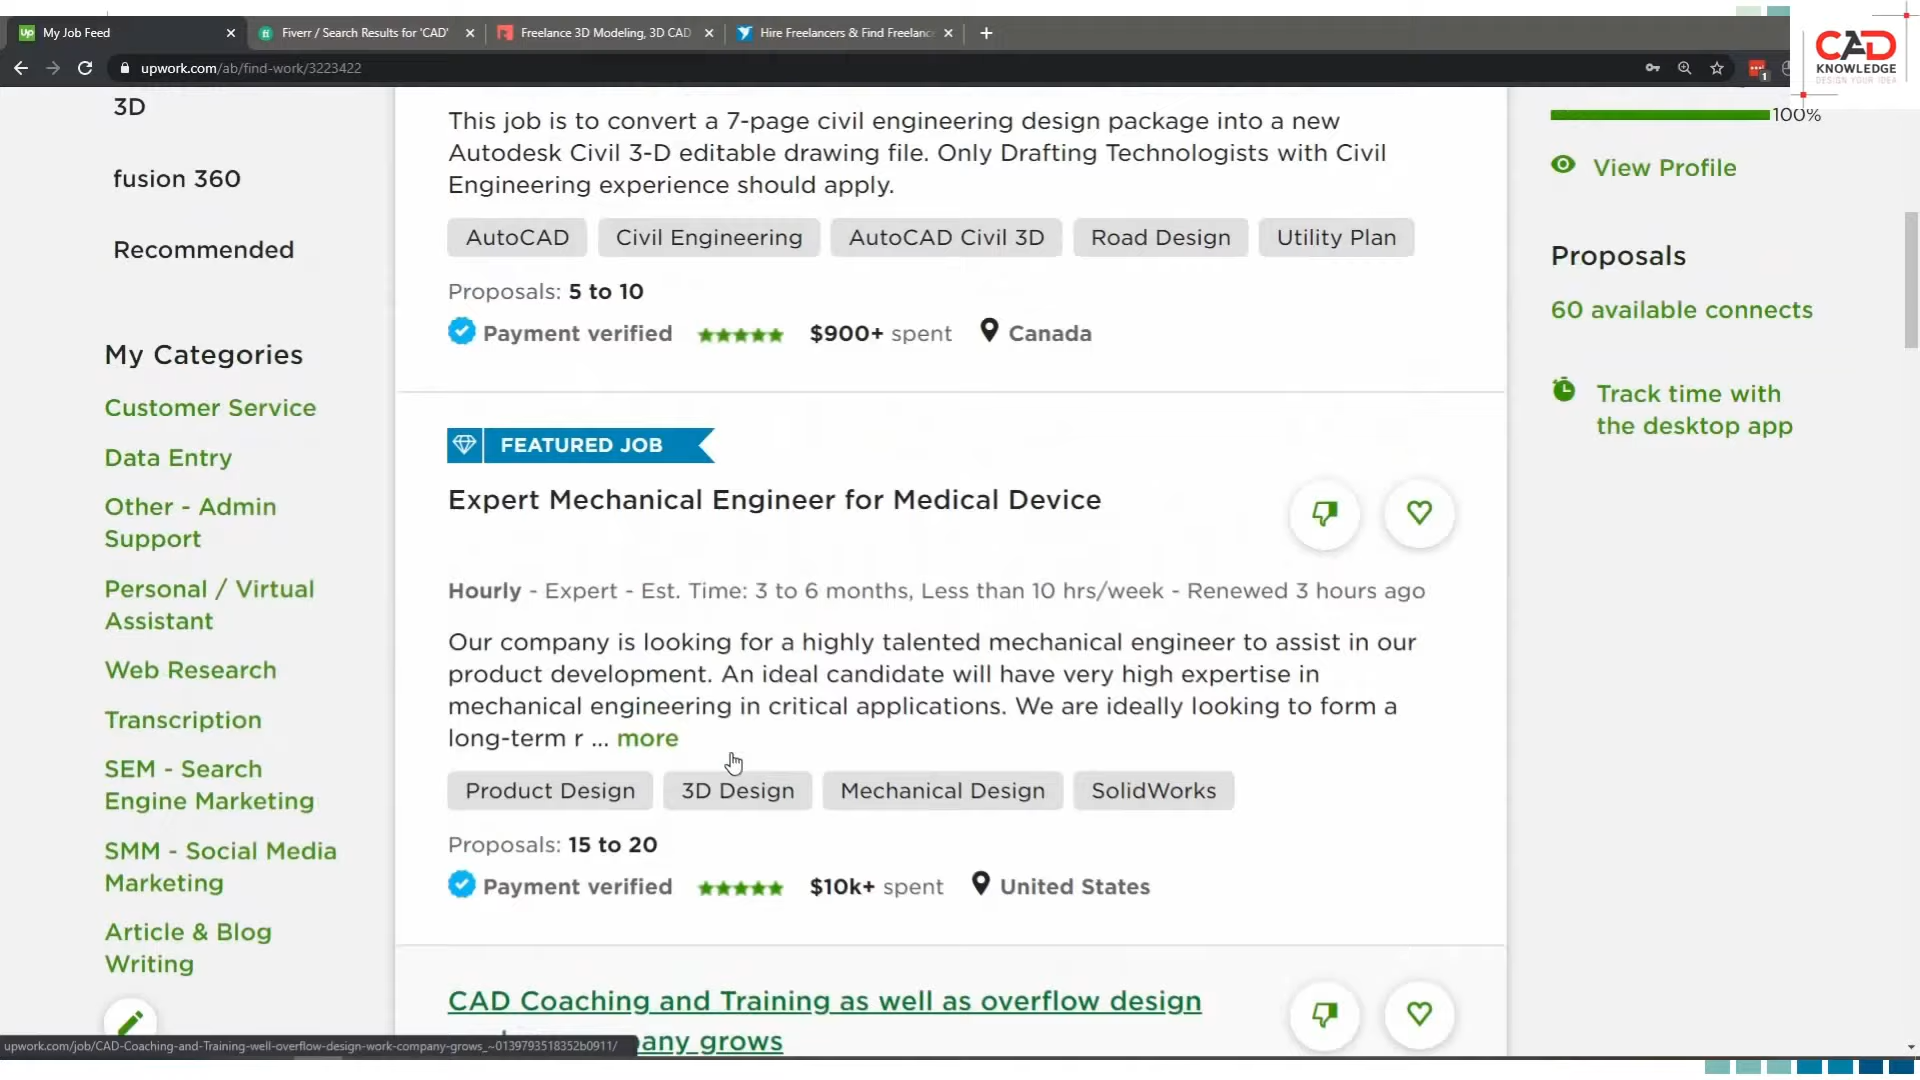 My Job Feed
Fiverr / Search Results for 'CAD'
Freelance 3D Modeling, 3D CAD
Hire Freelancers & Find Freelanc
upwork.com/ab/find-work/3223422
CAD
KNOWLEDGE
DESIGN YOUR IDEA
3D
fusion 360
Recommended
My Categories
Customer Service
Data Entry
Other - Admin
Support
Personal / Virtual
Assistant
Web Research
Transcription
SEM - Search
Engine Marketing
SMM - Social Media
Marketing
Article & Blog
Writing
This job is to convert a 7-page civil engineering design package into a new
Autodesk Civil 3-D editable drawing file. Only Drafting Technologists with Civil
Engineering experience should apply.
AutoCAD Civil Engineering AutoCAD Civil 3D Road Design Utility Plan
Proposals: 5 to 10
Payment verified $900+ spent Canada
FEATURED JOB
Expert Mechanical Engineer for Medical Device
Hourly - Expert - Est. Time: 3 to 6 months, Less than 10 hrs/week - Renewed 3 hours ago
Our company is looking for a highly talented mechanical engineer to assist in our
product development. An ideal candidate will have very high expertise in
mechanical engineering in critical applications. We are ideally looking to form a
long-term r ... more
Product Design 3D Design Mechanical Design SolidWorks
Proposals: 15 to 20
Payment verified $10k+ spent United States
CAD Coaching and Training as well as overflow design
any grows
100%
View Profile
Proposals
60 available connects
Track time with
the desktop app
upwork.com/job/CAD-Coaching-and-Training-well-overflow-design-work-company-grows_~0139793518352b0911/